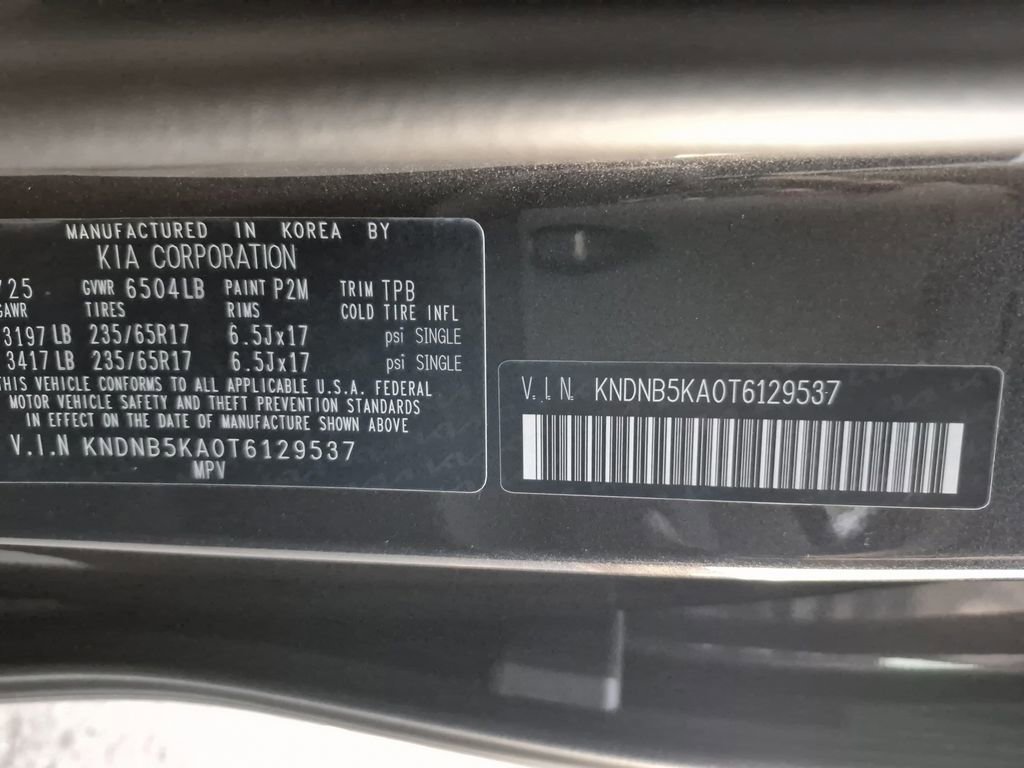 MANUFACTURED IN KOREA BY
KIA CORPORATION
/25 GVWR 6504LB PAINT P2M TRIM TPB
GAWR TIRES RIMS COLD TIRE INFL
3197 LB 235/65R17 6.5Jx17 psi SINGLE
3417 LB 235/65R17 6.5Jx17 psi SINGLE
THIS VEHICLE CONFORMS TO ALL APPLICABLE U.S.A. FEDERAL
MOTOR VEHICLE SAFETY AND THEFT PREVENTION STANDARDS
IN EFFECT ON THE DATE OF MANUFACTURE SHOWN ABOVE
V.I.N KNDNB5KA0T6129537
MPV
V.I.N. KNDNB5KA0T6129537